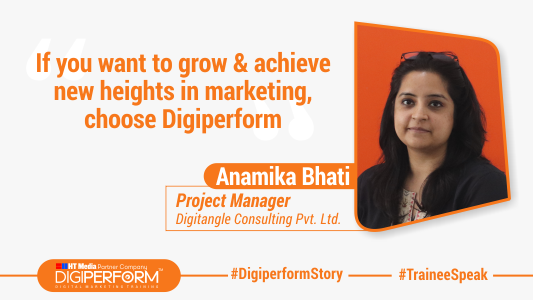 If you want to grow & achieve
new heights in marketing,
choose Digiperform
Anamika Bhati
Project Manager
Digitangle Consulting Pvt. Ltd.
HT Media Partner Company
DIGIPERFORM™
DIGITAL MARKETING TRAINING
#DigiperformStory
#TraineeSpeak